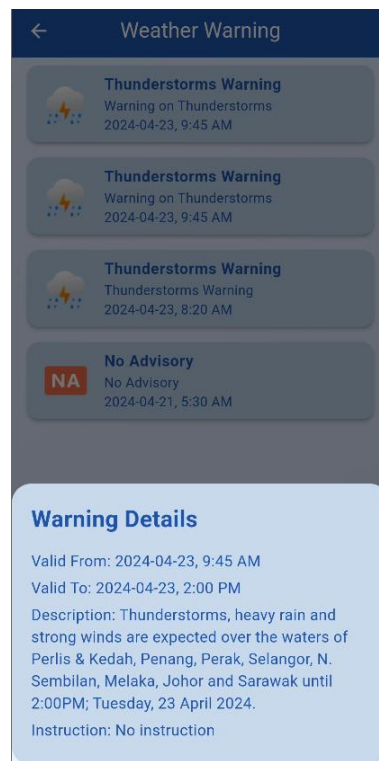 Weather Warning
Thunderstorms Warning
Warning on Thunderstorms
2024-04-23, 9:45 AM
Thunderstorms Warning
Warning on Thunderstorms
2024-04-23, 9:45 AM
Thunderstorms Warning
Thunderstorms Warning
2024-04-23, 8:20 AM
NA
No Advisory
No Advisory
2024-04-21, 5:30 AM
Warning Details
Valid From: 2024-04-23, 9:45 AM
Valid To: 2024-04-23, 2:00 PM
Description: Thunderstorms, heavy rain and
strong winds are expected over the waters of
Perlis & Kedah, Penang, Perak, Selangor, N.
Sembilan, Melaka, Johor and Sarawak until
2:00PM; Tuesday, 23 April 2024.
Instruction: No instruction